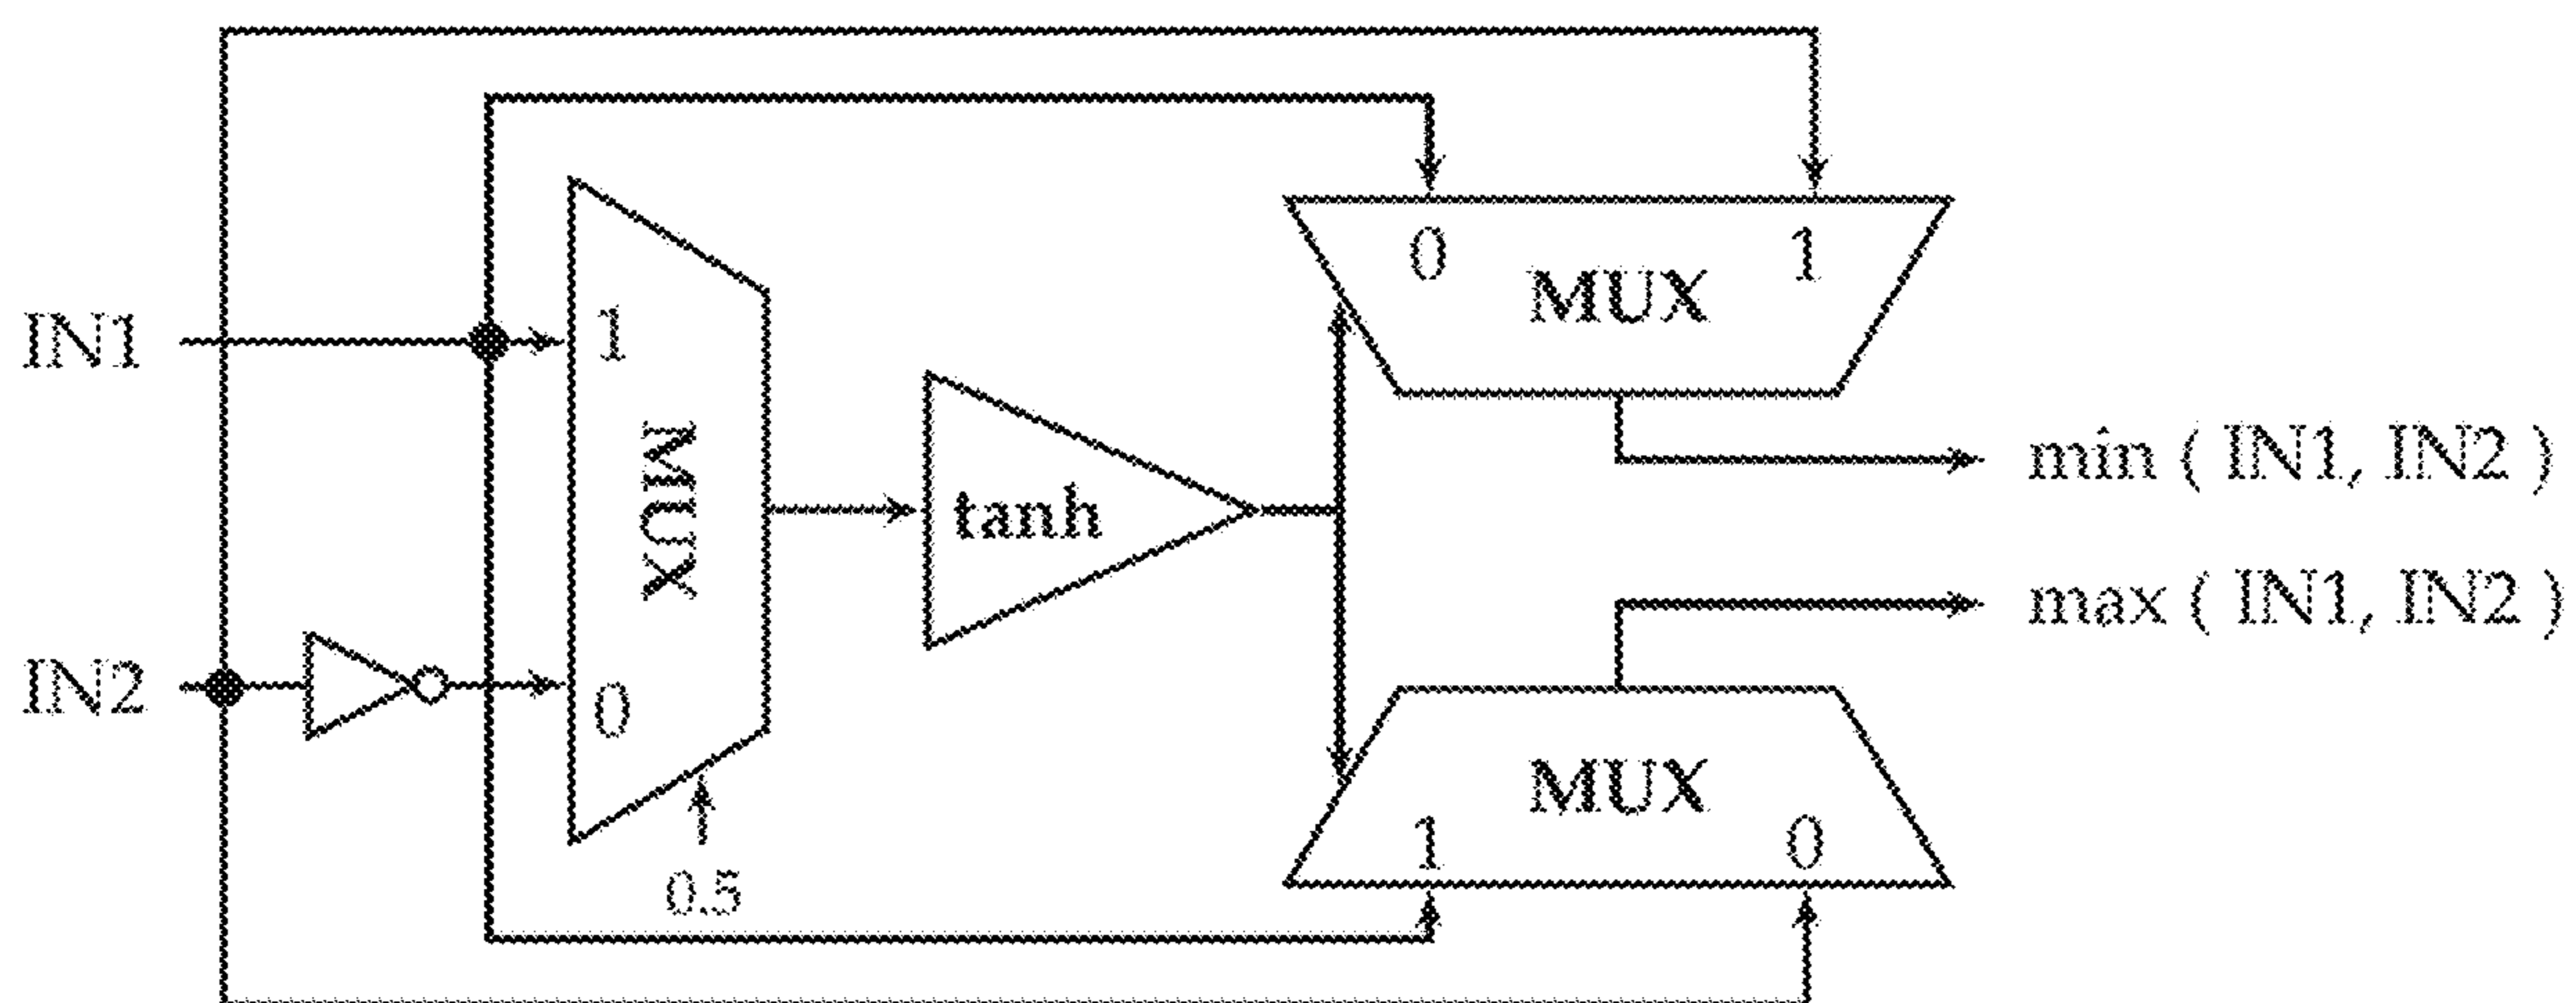 0 1
MUX
IN1
1
MUX
min ( IN1, IN2 )
tanh
max ( IN1, IN2 )
IN2
0
MUX
1 0
0.5